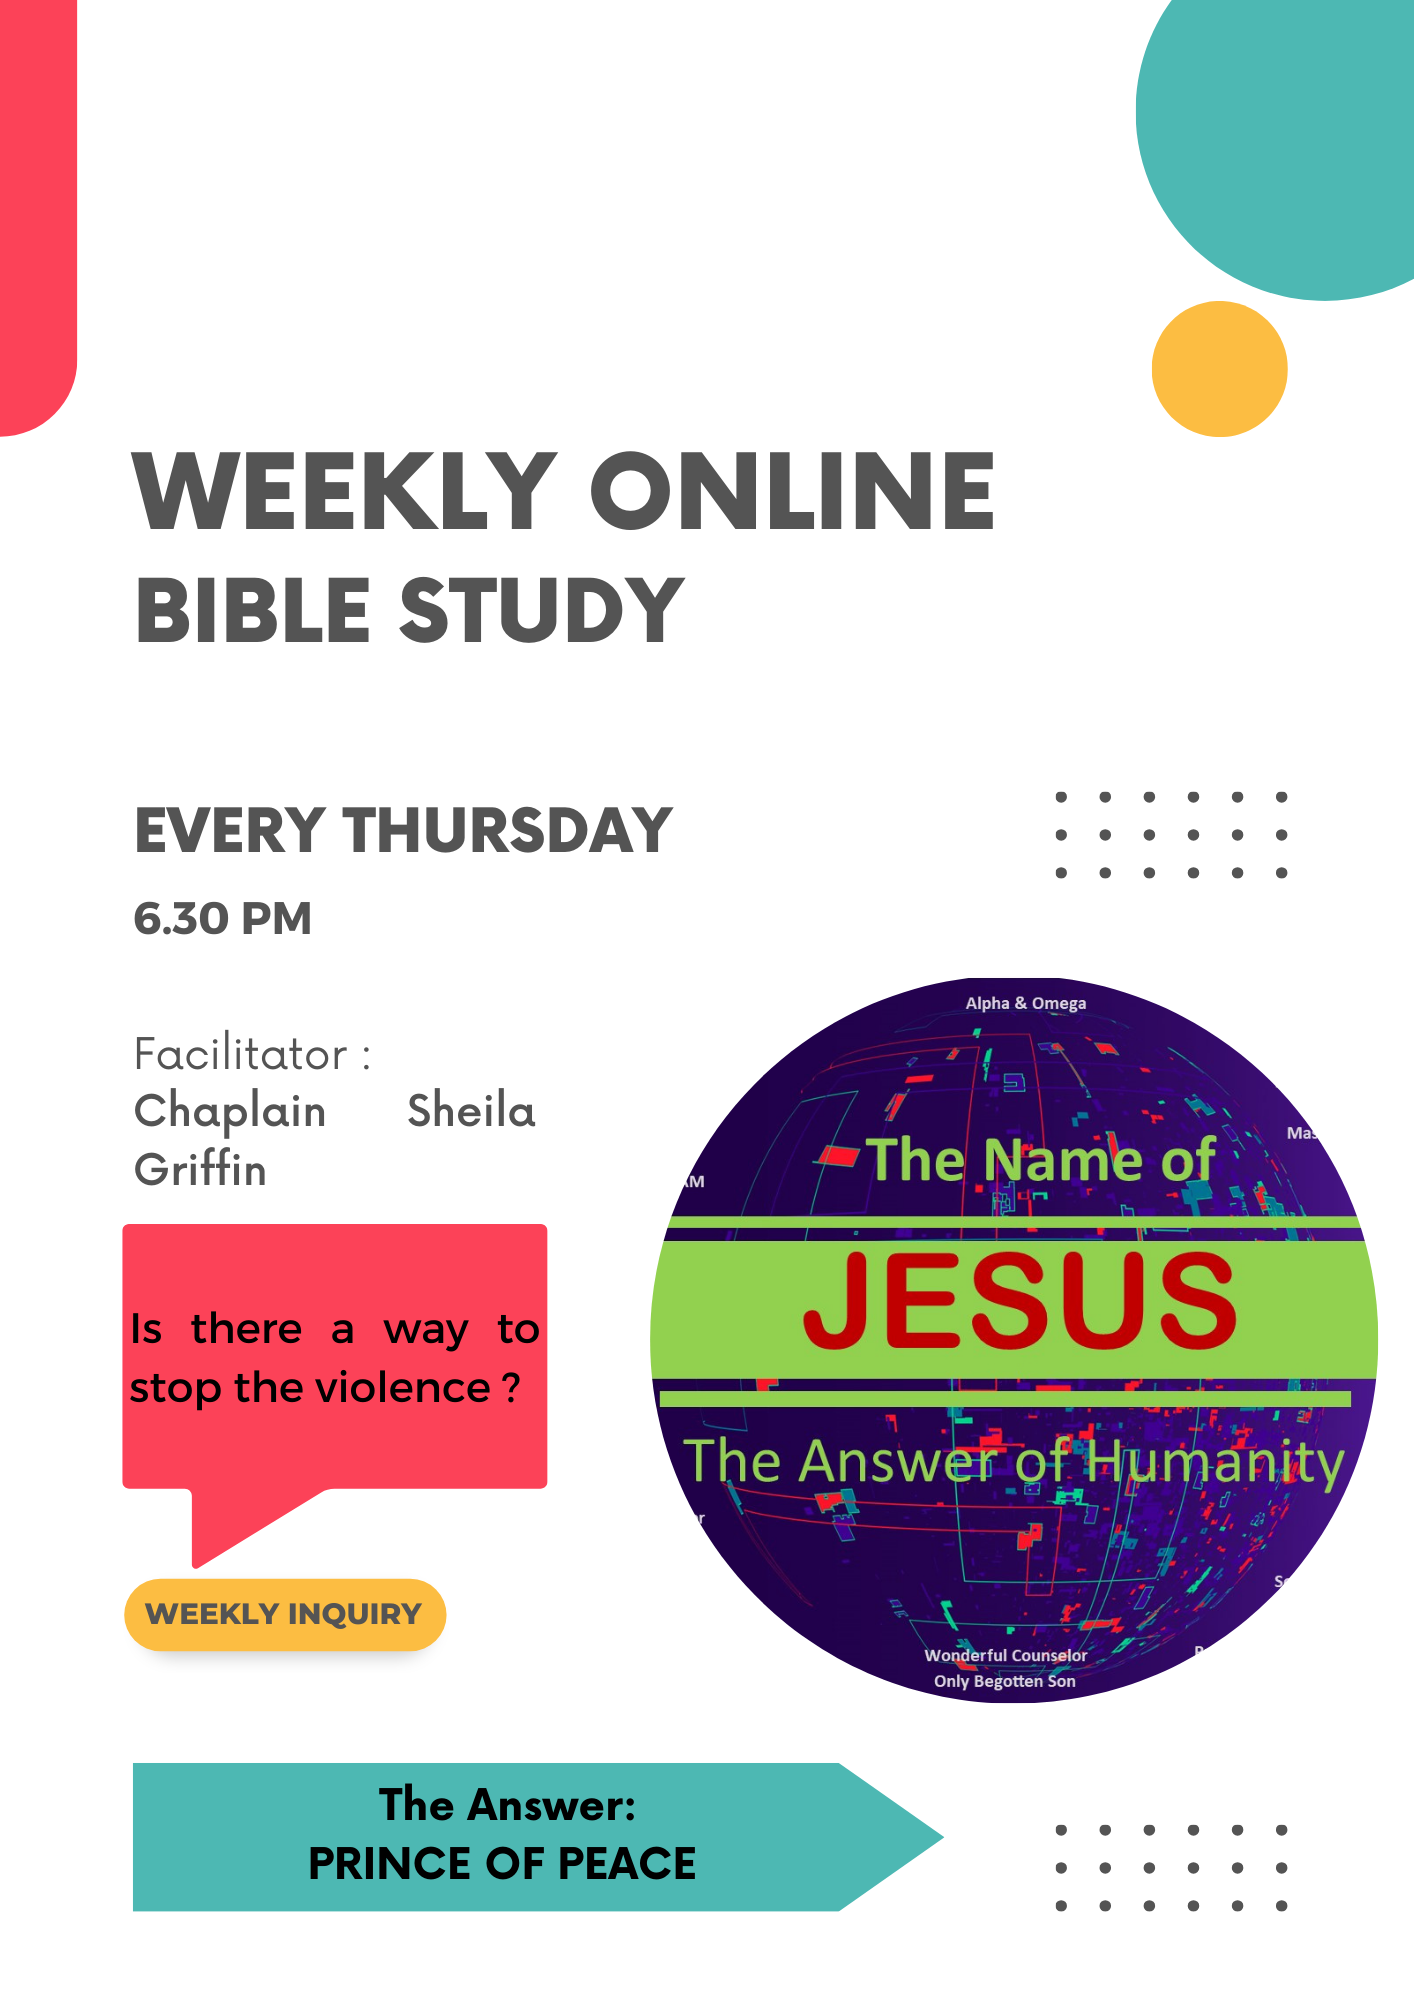 WEEKLY ONLINE
BIBLE STUDY
EVERY THURSDAY
6.30 PM
Facilitator :
Chaplain Sheila
Griffin
Is there a way to
stop the violence ?
WEEKLY INQUIRY
Alpha & Omega
The Name of
JESUS
The Answer of Humanity
Wonderful Counselor
Only Begotten Son
The Answer:
PRINCE OF PEACE